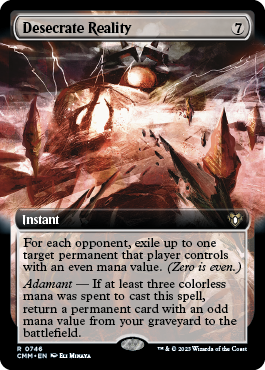 Desecrate Reality 7
Instant
For each opponent, exile up to one
target permanent that player controls
with an even mana value. (Zero is even.)
Adamant — If at least three colorless
mana was spent to cast this spell,
return a permanent card with an odd
mana value from your graveyard to the
battlefield.
R 0746
CMM • EN Eli Minaya
™ & © 2023 Wizards of the Coast